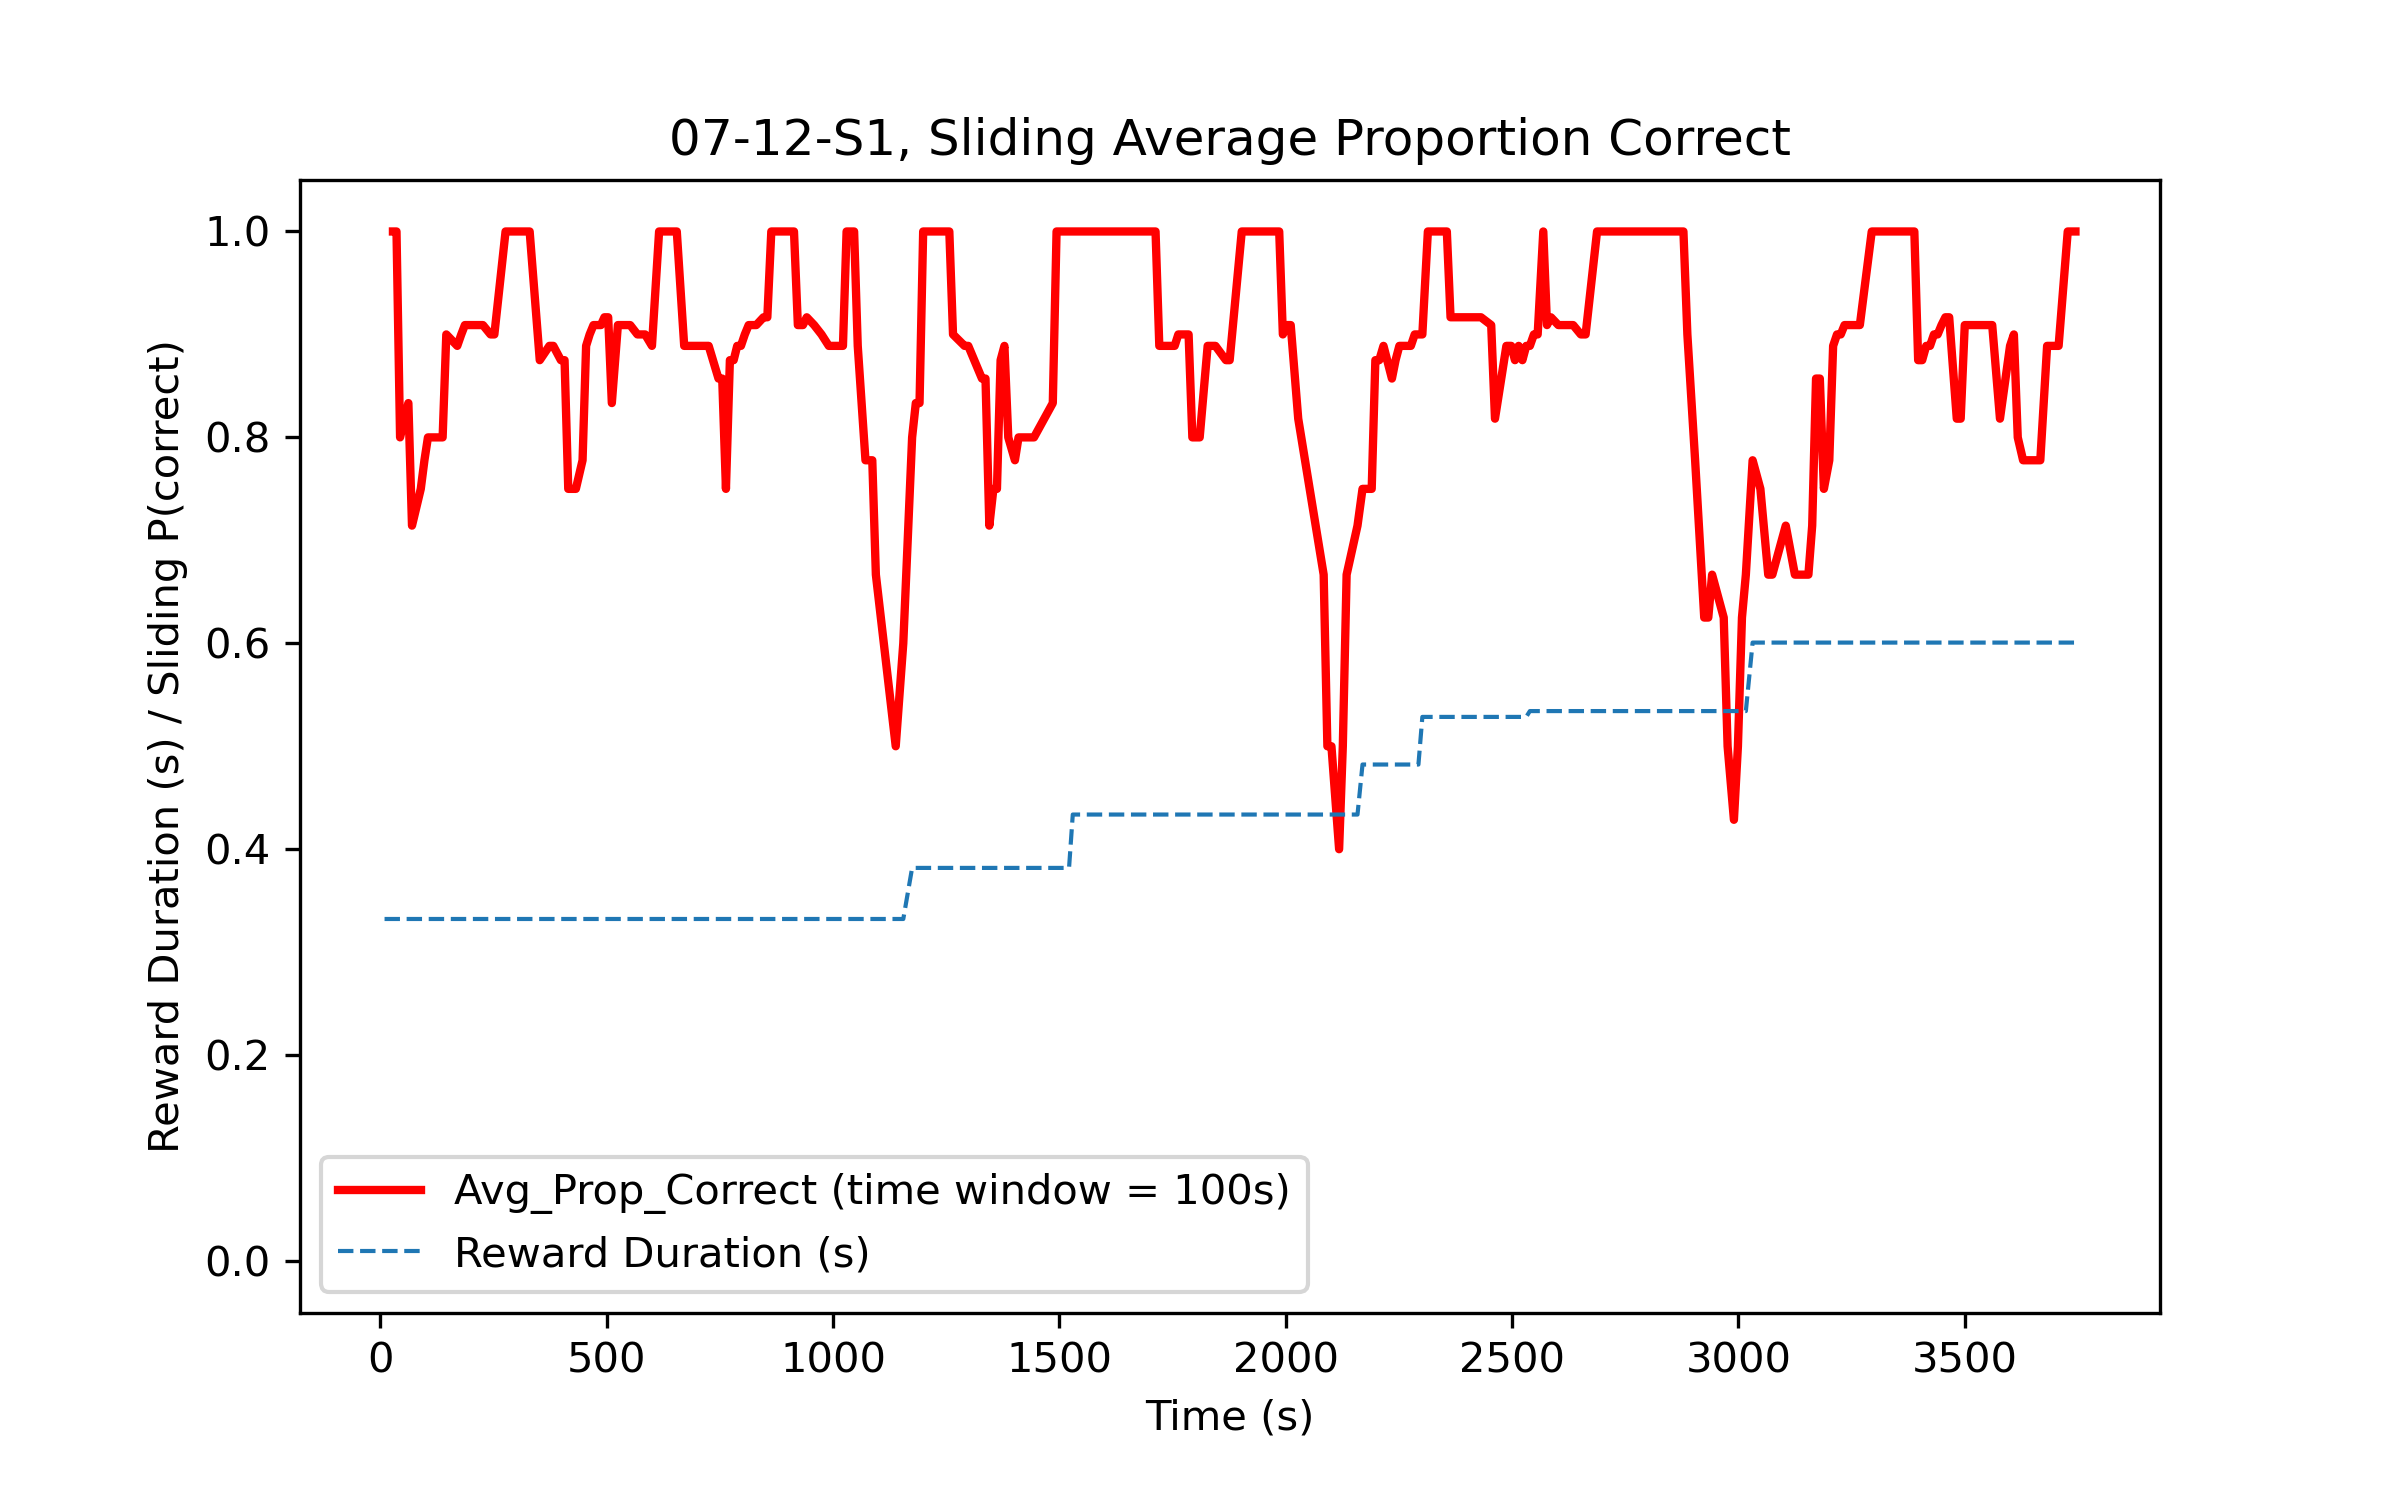 07-12-S1, Sliding Average Proportion Correct
Reward Duration (s) / Sliding P(correct)
1.0
0.8
0.6
0.4
0.2
0.0
Avg_Prop_Correct (time window = 100s)
Reward Duration (s)
0 500 1000 1500 2000 2500 3000 3500
Time (s)